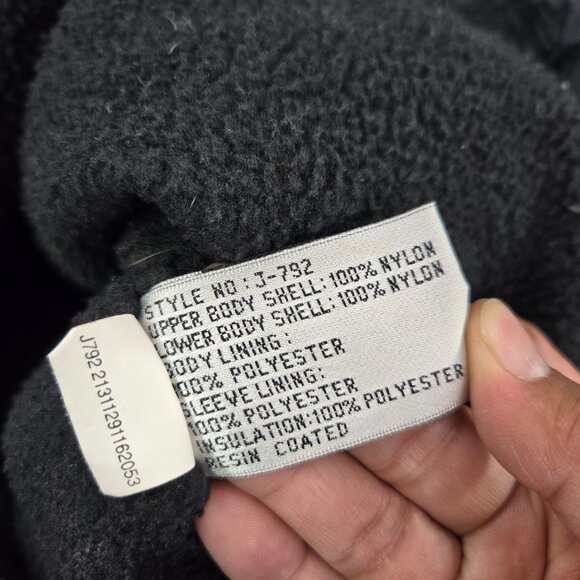 STYLE NO:J-792
UPPER BODY SHELL:100% NYLON
LOWER BODY SHELL:100% NYLON
BODY LINING:
100% POLYESTER
SLEEVE LINING:
100% POLYESTER
INSULATION:100% POLYESTER
RESIN COATED
J792 21311291162053